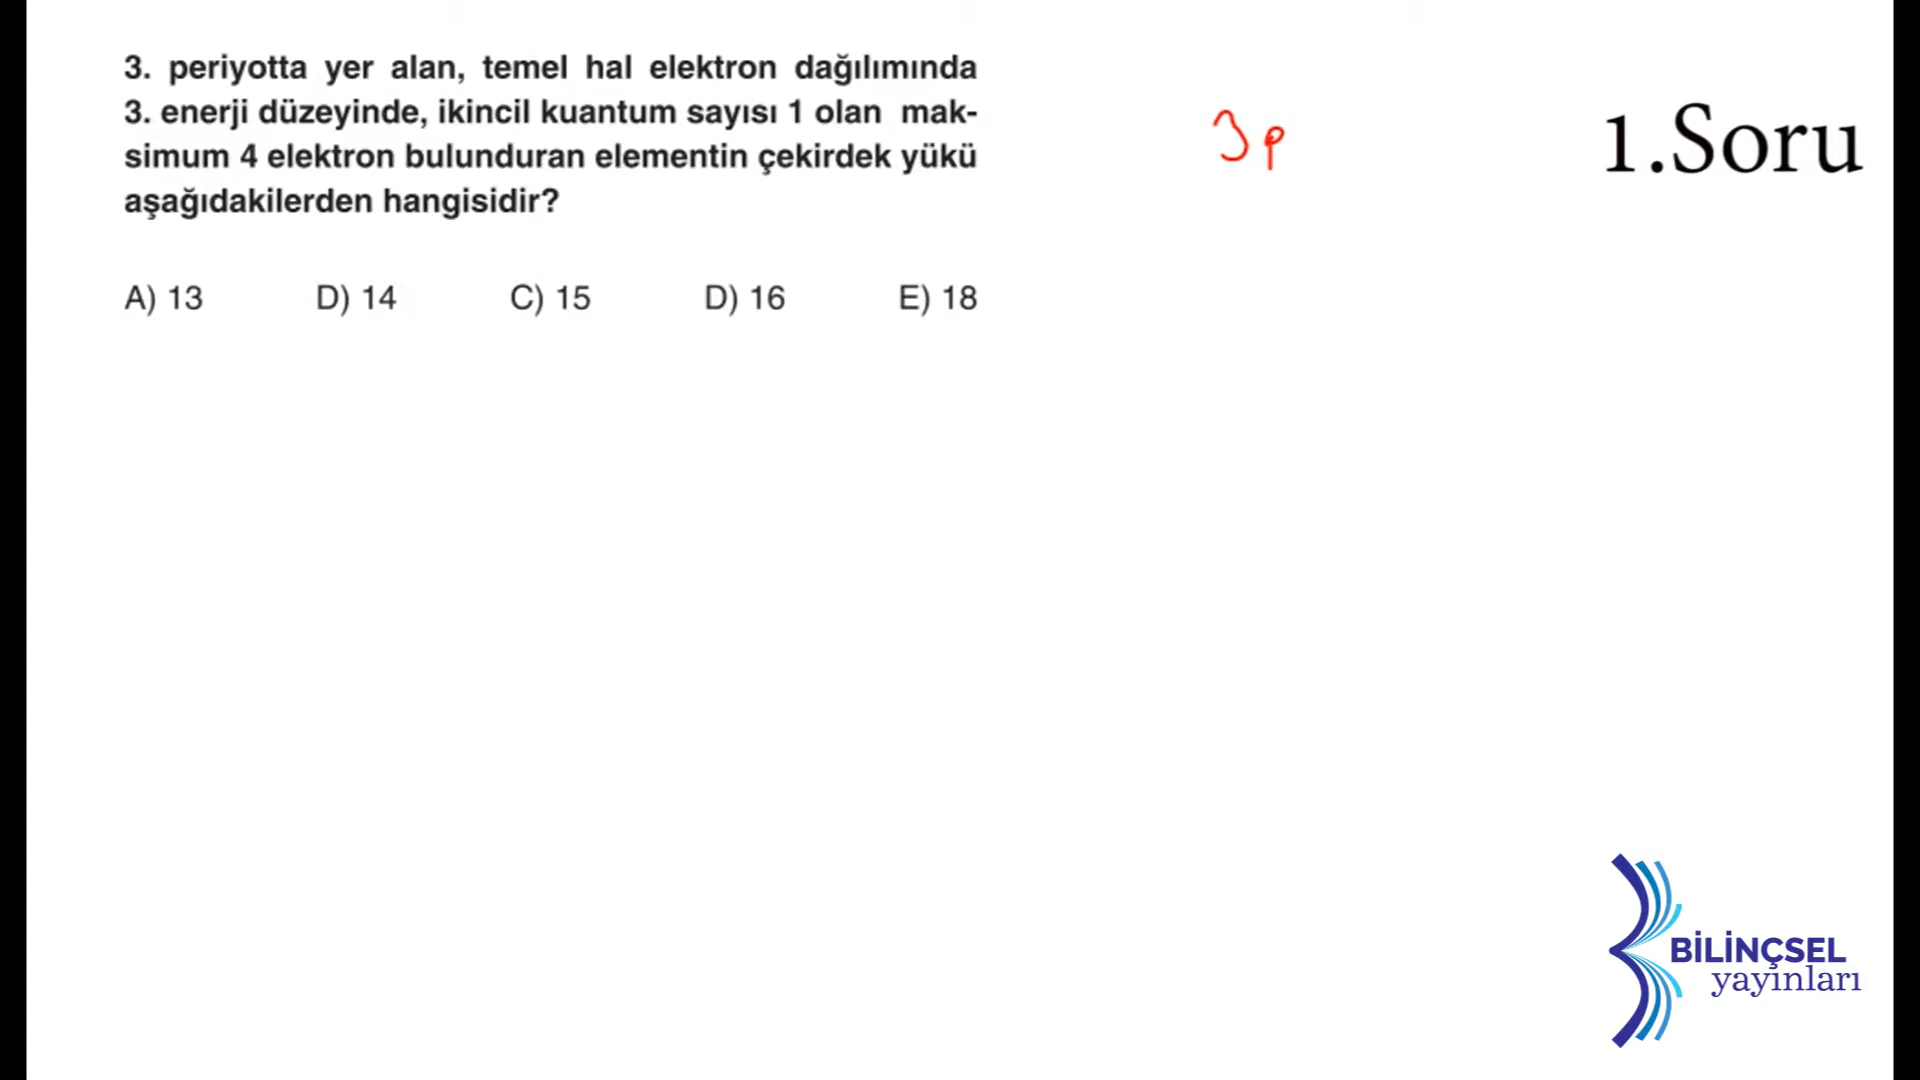 3. periyotta yer alan, temel hal elektron dağılımında
3. enerji düzeyinde, ikincil kuantum sayısı 1 olan mak-
simum 4 elektron bulunduran elementin çekirdek yükü
aşağıdakilerden hangisidir?
A) 13 D) 14 C) 15 D) 16 E) 18
3p
1.Soru
BİLİNÇSEL
yayınları